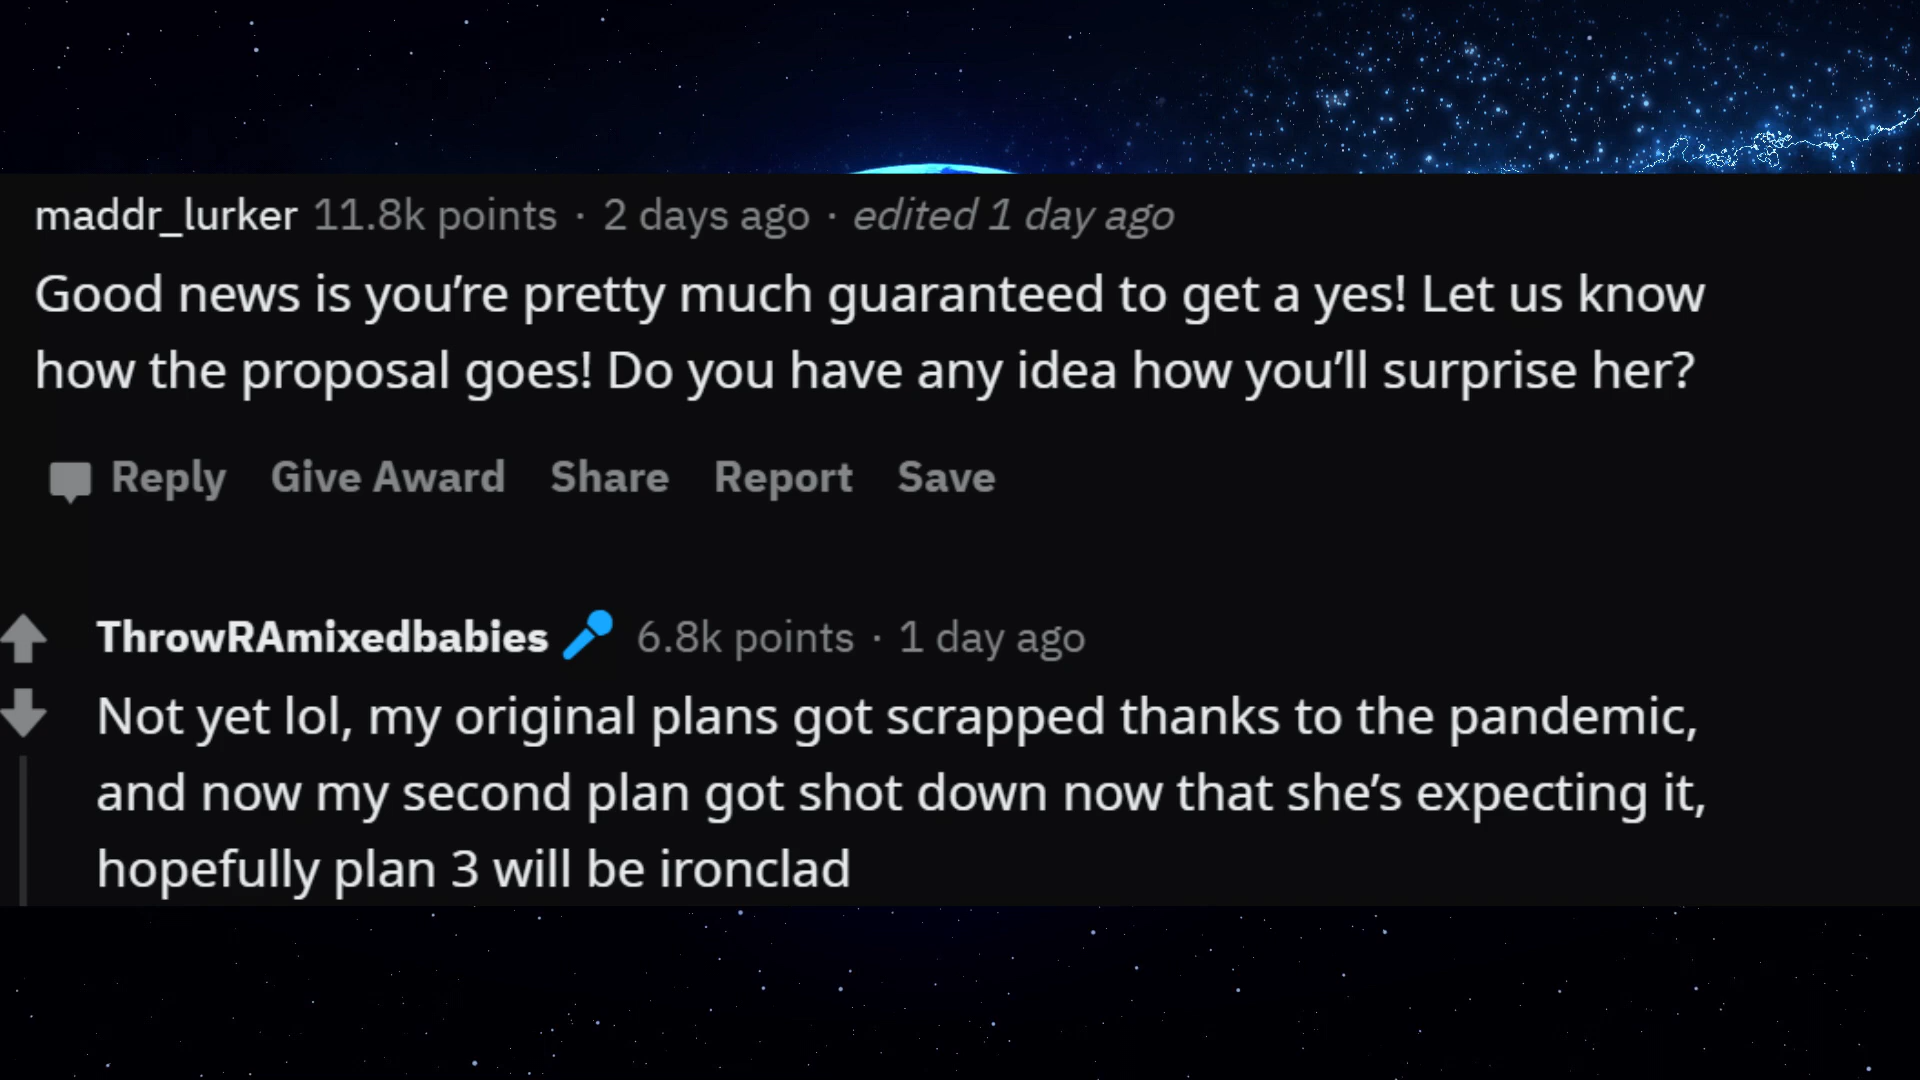 maddr_lurker 11.8k points · 2 days ago · edited 1 day ago
Good news is you’re pretty much guaranteed to get a yes! Let us know
how the proposal goes! Do you have any idea how you’ll surprise her?
Reply Give Award Share Report Save
ThrowRAmixedbabies 6.8k points · 1 day ago
Not yet lol, my original plans got scrapped thanks to the pandemic,
and now my second plan got shot down now that she’s expecting it,
hopefully plan 3 will be ironclad